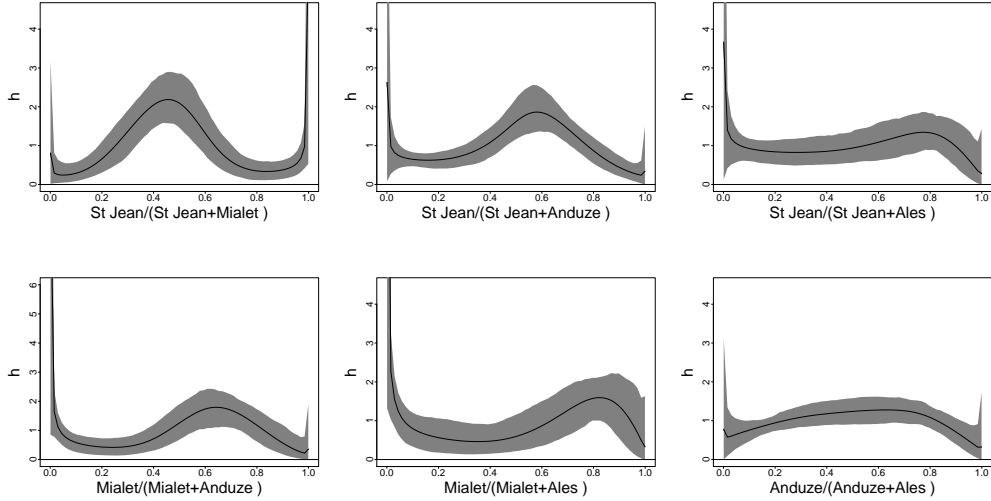 h
0 1 2 3 4
0.0 0.2 0.4 0.6 0.8 1.0
St Jean/(St Jean+Mialet )
h
0 1 2 3 4
0.0 0.2 0.4 0.6 0.8 1.0
St Jean/(St Jean+Anduze )
h
0 1 2 3 4
0.0 0.2 0.4 0.6 0.8 1.0
St Jean/(St Jean+Ales )
h
0 1 2 3 4 5 6
0.0 0.2 0.4 0.6 0.8 1.0
Mialet/(Mialet+Anduze )
h
0 1 2 3 4
0.0 0.2 0.4 0.6 0.8 1.0
Mialet/(Mialet+Ales )
h
0 1 2 3 4
0.0 0.2 0.4 0.6 0.8 1.0
Anduze/(Anduze+Ales )